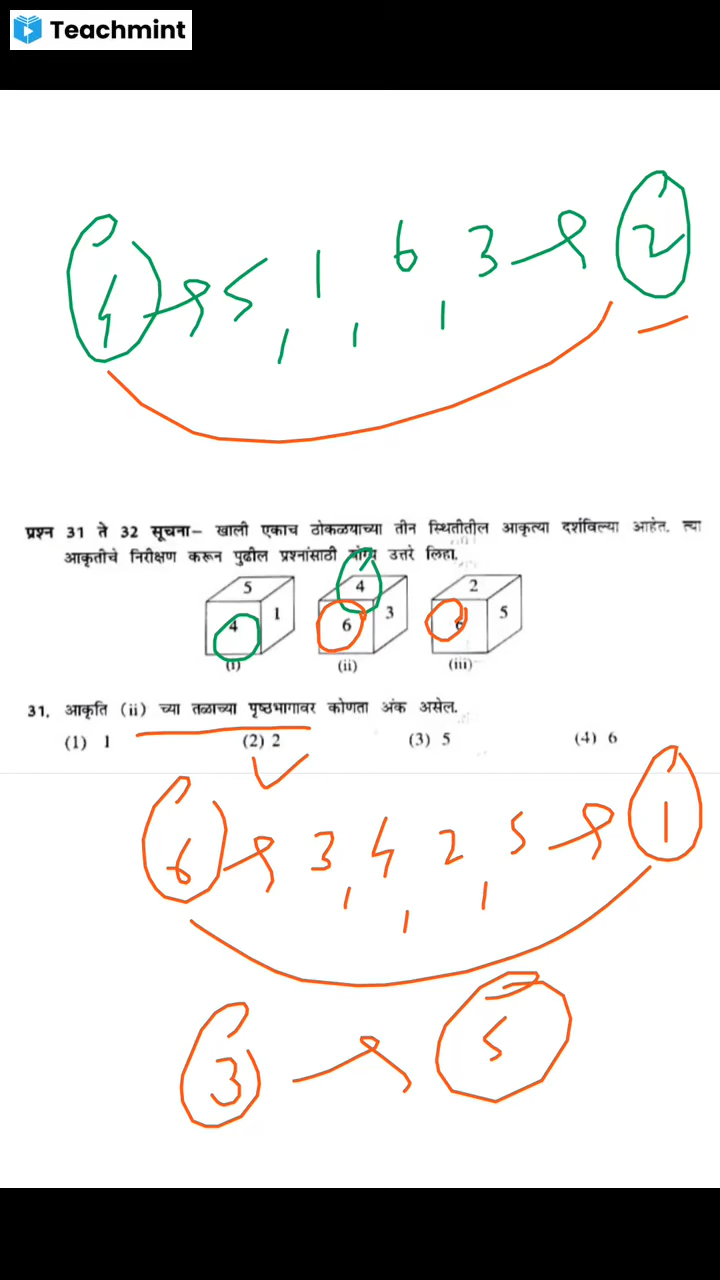 Teachmint
4 5, 1, 6, 3 2
प्रश्न 31 ते 32 सूचना– खाली एकाच ठोकळयाच्या तीन स्थितीतील आकृत्या दर्शविल्या आहेत. त्या
आकृतीचे निरीक्षण करून पुढील प्रश्नांसाठी योग्य उत्तरे लिहा.
5 4 2
4 1 6 3 6 5
(i) (ii) (iii)
31. आकृति (ii) च्या तळाच्या पृष्ठभागावर कोणता अंक असेल.
(1) 1 (2) 2 (3) 5 (4) 6
6 3, 4, 2, 5 1
3 5